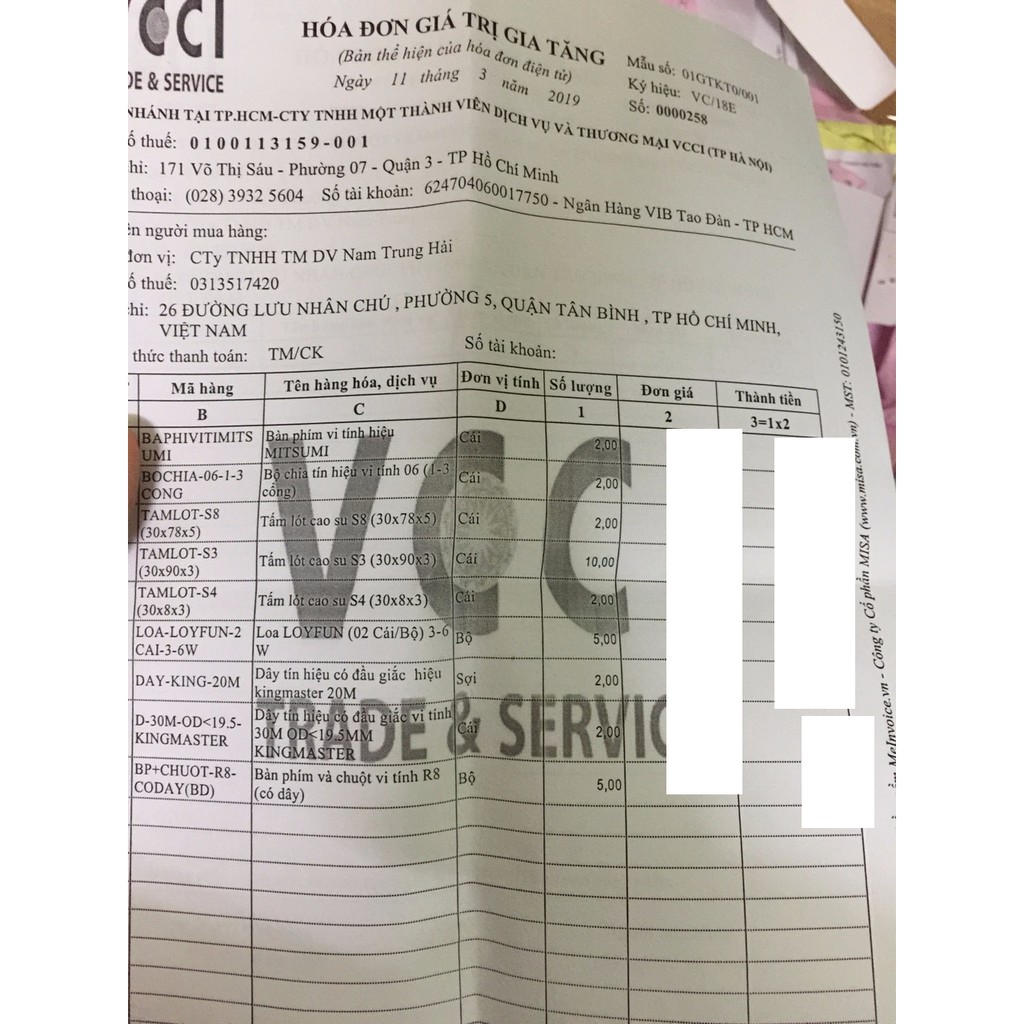 CCI
DE & SERVICE
HÓA ĐƠN GIÁ TRỊ GIA TĂNG
(Bản thể hiện của hóa đơn điện tử)
Ngày 11 tháng 3 năm 2019
Mẫu số: 01GTKT0/001
Ký hiệu: VC/18E
Số: 0000258
NHÁNH TẠI TP.HCM-CTY TNHH MỘT THÀNH VIÊN DỊCH VỤ VÀ THƯƠNG MẠI VCCI (TP HÀ NỘI)
ố thuế: 0100113159-001
hỉ: 171 Võ Thị Sáu - Phường 07 - Quận 3 - TP Hồ Chí Minh
thoại: (028) 3932 5604 Số tài khoản: 624704060017750 - Ngân Hàng VIB Tao Đàn - TP HCM
ên người mua hàng:
đơn vị: CTy TNHH TM DV Nam Trung Hải
ố thuế: 0313517420
hỉ: 26 ĐƯỜNG LƯU NHÂN CHÚ , PHƯỜNG 5, QUẬN TÂN BÌNH , TP HỒ CHÍ MINH,
VIỆT NAM
thức thanh toán: TM/CK Số tài khoản:
Mã hàng Tên hàng hóa, dịch vụ Đơn vị tính Số lượng Đơn giá Thành tiền
B C D 1 2 3=1x2
BAPHIVITIMITS Bàn phím vi tính hiệu Cái 2,00
UMI MITSUMI
BOCHIA-06-1-3 Bộ chia tín hiệu vi tính 06 (1-3 Cái 2,00
CONG cổng)
TAMLOT-S8 Tấm lót cao su S8 (30x78x5) Cái 2,00
(30x78x5)
TAMLOT-S3 Tấm lót cao su S3 (30x90x3) Cái 10,00
(30x90x3)
TAMLOT-S4 Tấm lót cao su S4 (30x8x3) Cái 2,00
(30x8x3)
LOA-LOYFUN-2 Loa LOYFUN (02 Cái/Bộ) 3-6 Bộ 5,00
CAI-3-6W W
DAY-KING-20M Dây tín hiệu có đầu giắc hiệu Sợi 2,00
kingmaster 20M
D-30M-OD<19.5- Dây tín hiệu có đầu giắc vi tính Cái 2,00
KINGMASTER 30M OD<19.5MM
KINGMASTER
BP+CHUOT-R8- Bàn phím và chuột vi tính R8 Bộ 5,00
CODAY(BD) (có dây)
VCC
TRADE & SERVIC
MeInvoice.vn - Công ty Cổ phần MISA (www.misa.com.vn) - MST: 0101243150